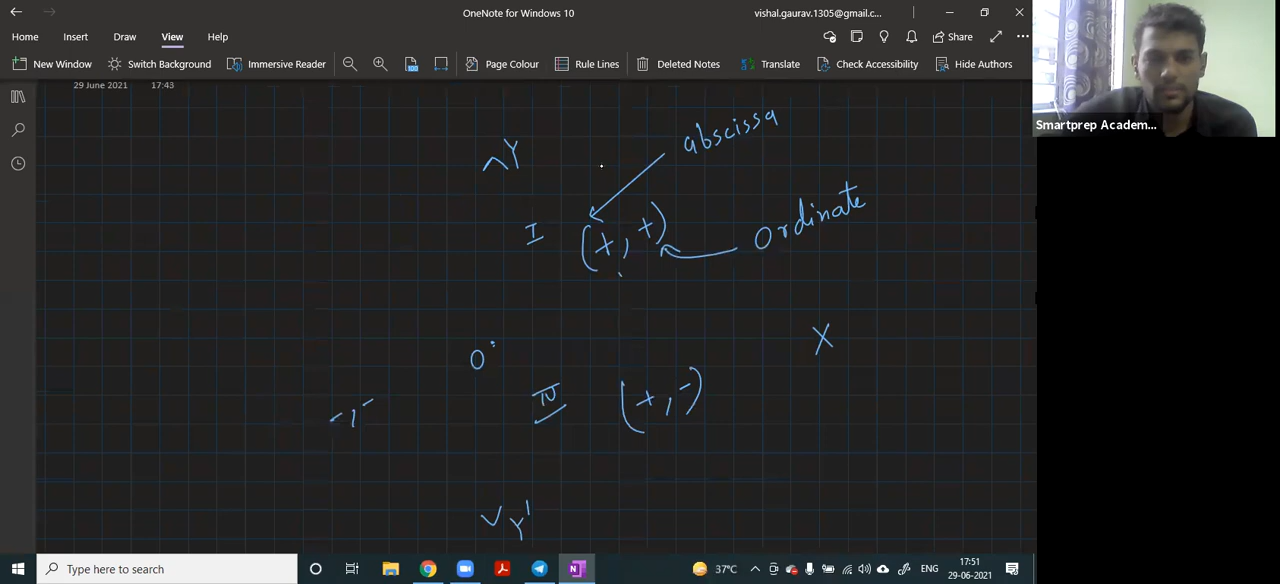 OneNote for Windows 10
vishal.gaurav.1305@gmail.c...
Home Insert Draw View Help
Share
New Window Switch Background Immersive Reader 100 Page Colour Rule Lines Deleted Notes Translate Check Accessibility Hide Authors
29 June 2021 17:43
Smartprep Academ...
abscissa
Y
I (+, +)
Ordinate
X
O
IV (+, -)
-, -
Y'
Type here to search
37°C
ENG
17:51
29-06-2021